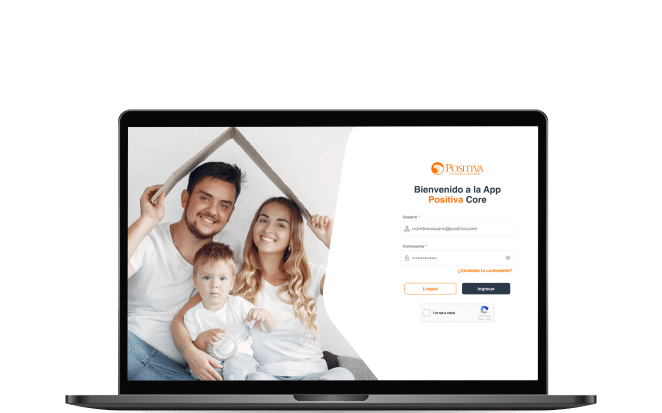 POSITIVA
Bienvenido a la App
Positiva Core
Usuario *
nombreusuario@positiva.com
Contraseña *
¿Olvidaste tu contraseña?
Limpiar
Ingresar
I'm not a robot